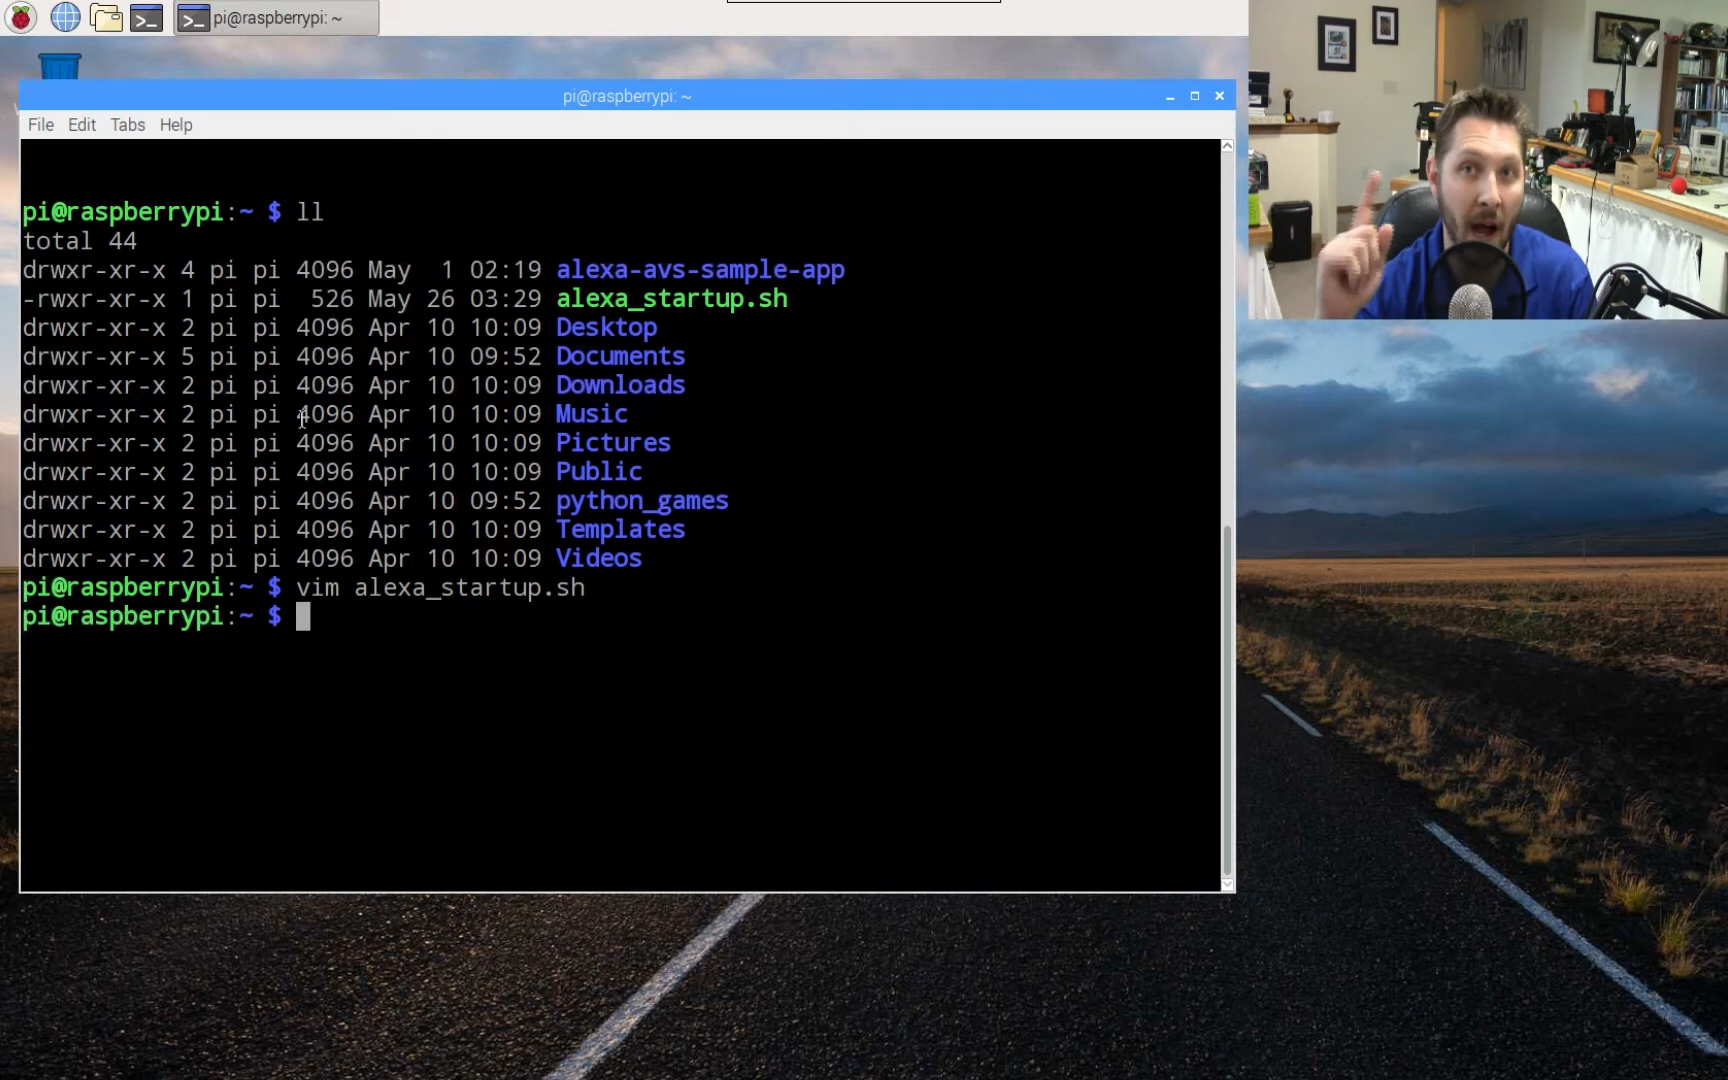 pi@raspberrypi: ~
pi@raspberrypi: ~
File Edit Tabs Help
pi@raspberrypi:~ $ ll
total 44
drwxr-xr-x 4 pi pi 4096 May  1 02:19 alexa-avs-sample-app
-rwxr-xr-x 1 pi pi  526 May 26 03:29 alexa_startup.sh
drwxr-xr-x 2 pi pi 4096 Apr 10 10:09 Desktop
drwxr-xr-x 5 pi pi 4096 Apr 10 09:52 Documents
drwxr-xr-x 2 pi pi 4096 Apr 10 10:09 Downloads
drwxr-xr-x 2 pi pi 4096 Apr 10 10:09 Music
drwxr-xr-x 2 pi pi 4096 Apr 10 10:09 Pictures
drwxr-xr-x 2 pi pi 4096 Apr 10 10:09 Public
drwxr-xr-x 2 pi pi 4096 Apr 10 09:52 python_games
drwxr-xr-x 2 pi pi 4096 Apr 10 10:09 Templates
drwxr-xr-x 2 pi pi 4096 Apr 10 10:09 Videos
pi@raspberrypi:~ $ vim alexa_startup.sh
pi@raspberrypi:~ $